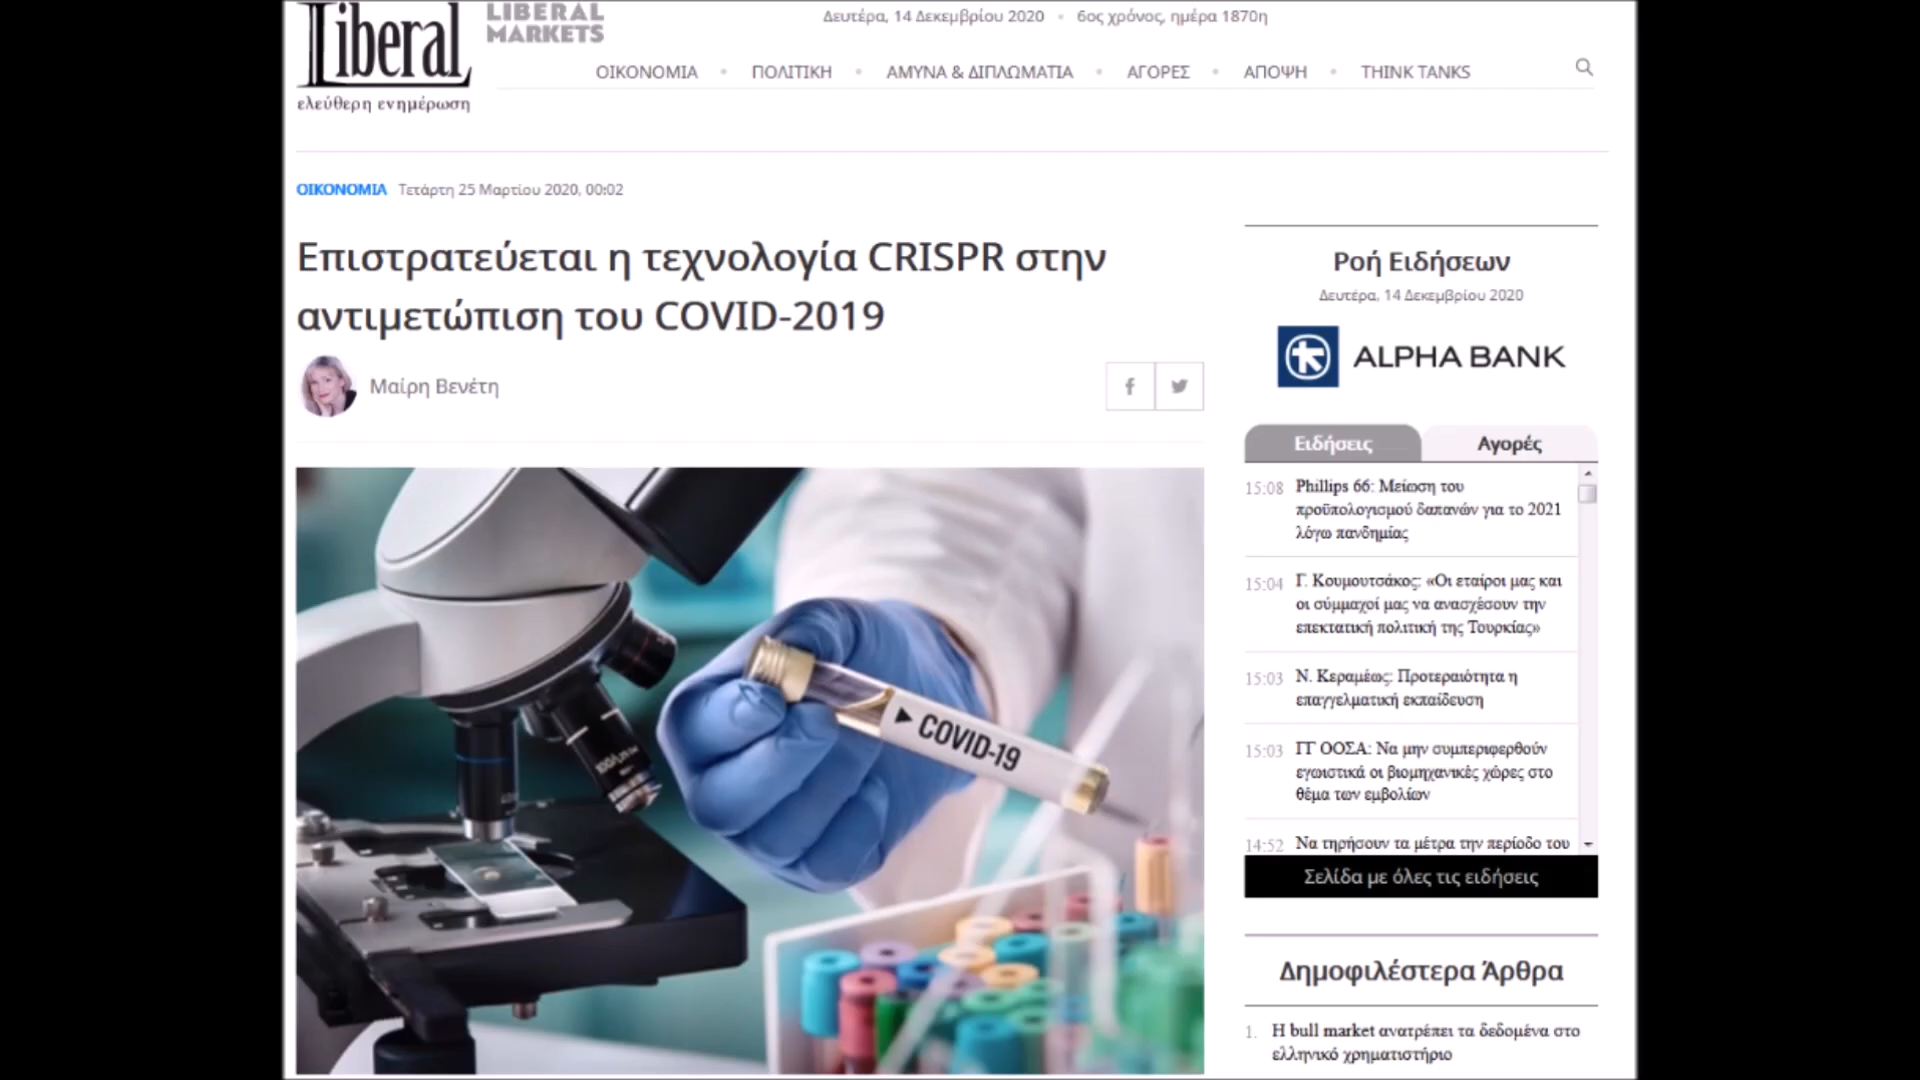 Liberal
ελεύθερη ενημέρωση
LIBERAL
MARKETS
Δευτέρα, 14 Δεκεμβρίου 2020 • 6ος χρόνος, ημέρα 1870η
ΟΙΚΟΝΟΜΙΑ • ΠΟΛΙΤΙΚΗ • ΑΜΥΝΑ & ΔΙΠΛΩΜΑΤΙΑ • ΑΓΟΡΕΣ • ΑΠΟΨΗ • THINK TANKS
ΟΙΚΟΝΟΜΙΑ Τετάρτη 25 Μαρτίου 2020, 00:02
Επιστρατεύεται η τεχνολογία CRISPR στην
αντιμετώπιση του COVID-2019
Μαίρη Βενέτη
COVID-19
Ροή Ειδήσεων
Δευτέρα, 14 Δεκεμβρίου 2020
ALPHA BANK
Ειδήσεις Αγορές
15:08 Phillips 66: Μείωση του
προϋπολογισμού δαπανών για το 2021
λόγω πανδημίας
15:04 Γ. Κουμουτσάκος: «Οι εταίροι μας και
οι σύμμαχοί μας να ανασχέσουν την
επεκτατική πολιτική της Τουρκίας»
15:03 Ν. Κεραμέως: Προτεραιότητα η
επαγγελματική εκπαίδευση
15:03 ΓΓ ΟΟΣΑ: Να μην συμπεριφερθούν
εγωιστικά οι βιομηχανικές χώρες στο
θέμα των εμβολίων
14:52 Να τηρήσουν τα μέτρα την περίοδο του
Σελίδα με όλες τις ειδήσεις
Δημοφιλέστερα Άρθρα
1. Η bull market ανατρέπει τα δεδομένα στο
ελληνικό χρηματιστήριο